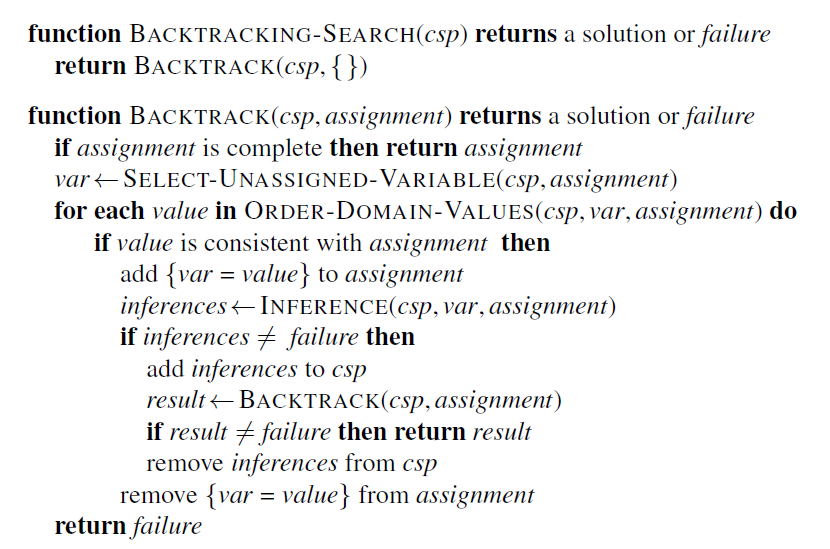 function BACKTRACKING-SEARCH(csp) returns a solution or failure
return BACKTRACK(csp, { })
function BACKTRACK(csp, assignment) returns a solution or failure
if assignment is complete then return assignment
var ← SELECT-UNASSIGNED-VARIABLE(csp, assignment)
for each value in ORDER-DOMAIN-VALUES(csp, var, assignment) do
if value is consistent with assignment then
add {var = value} to assignment
inferences ← INFERENCE(csp, var, assignment)
if inferences ≠ failure then
add inferences to csp
result ← BACKTRACK(csp, assignment)
if result ≠ failure then return result
remove inferences from csp
remove {var = value} from assignment
return failure